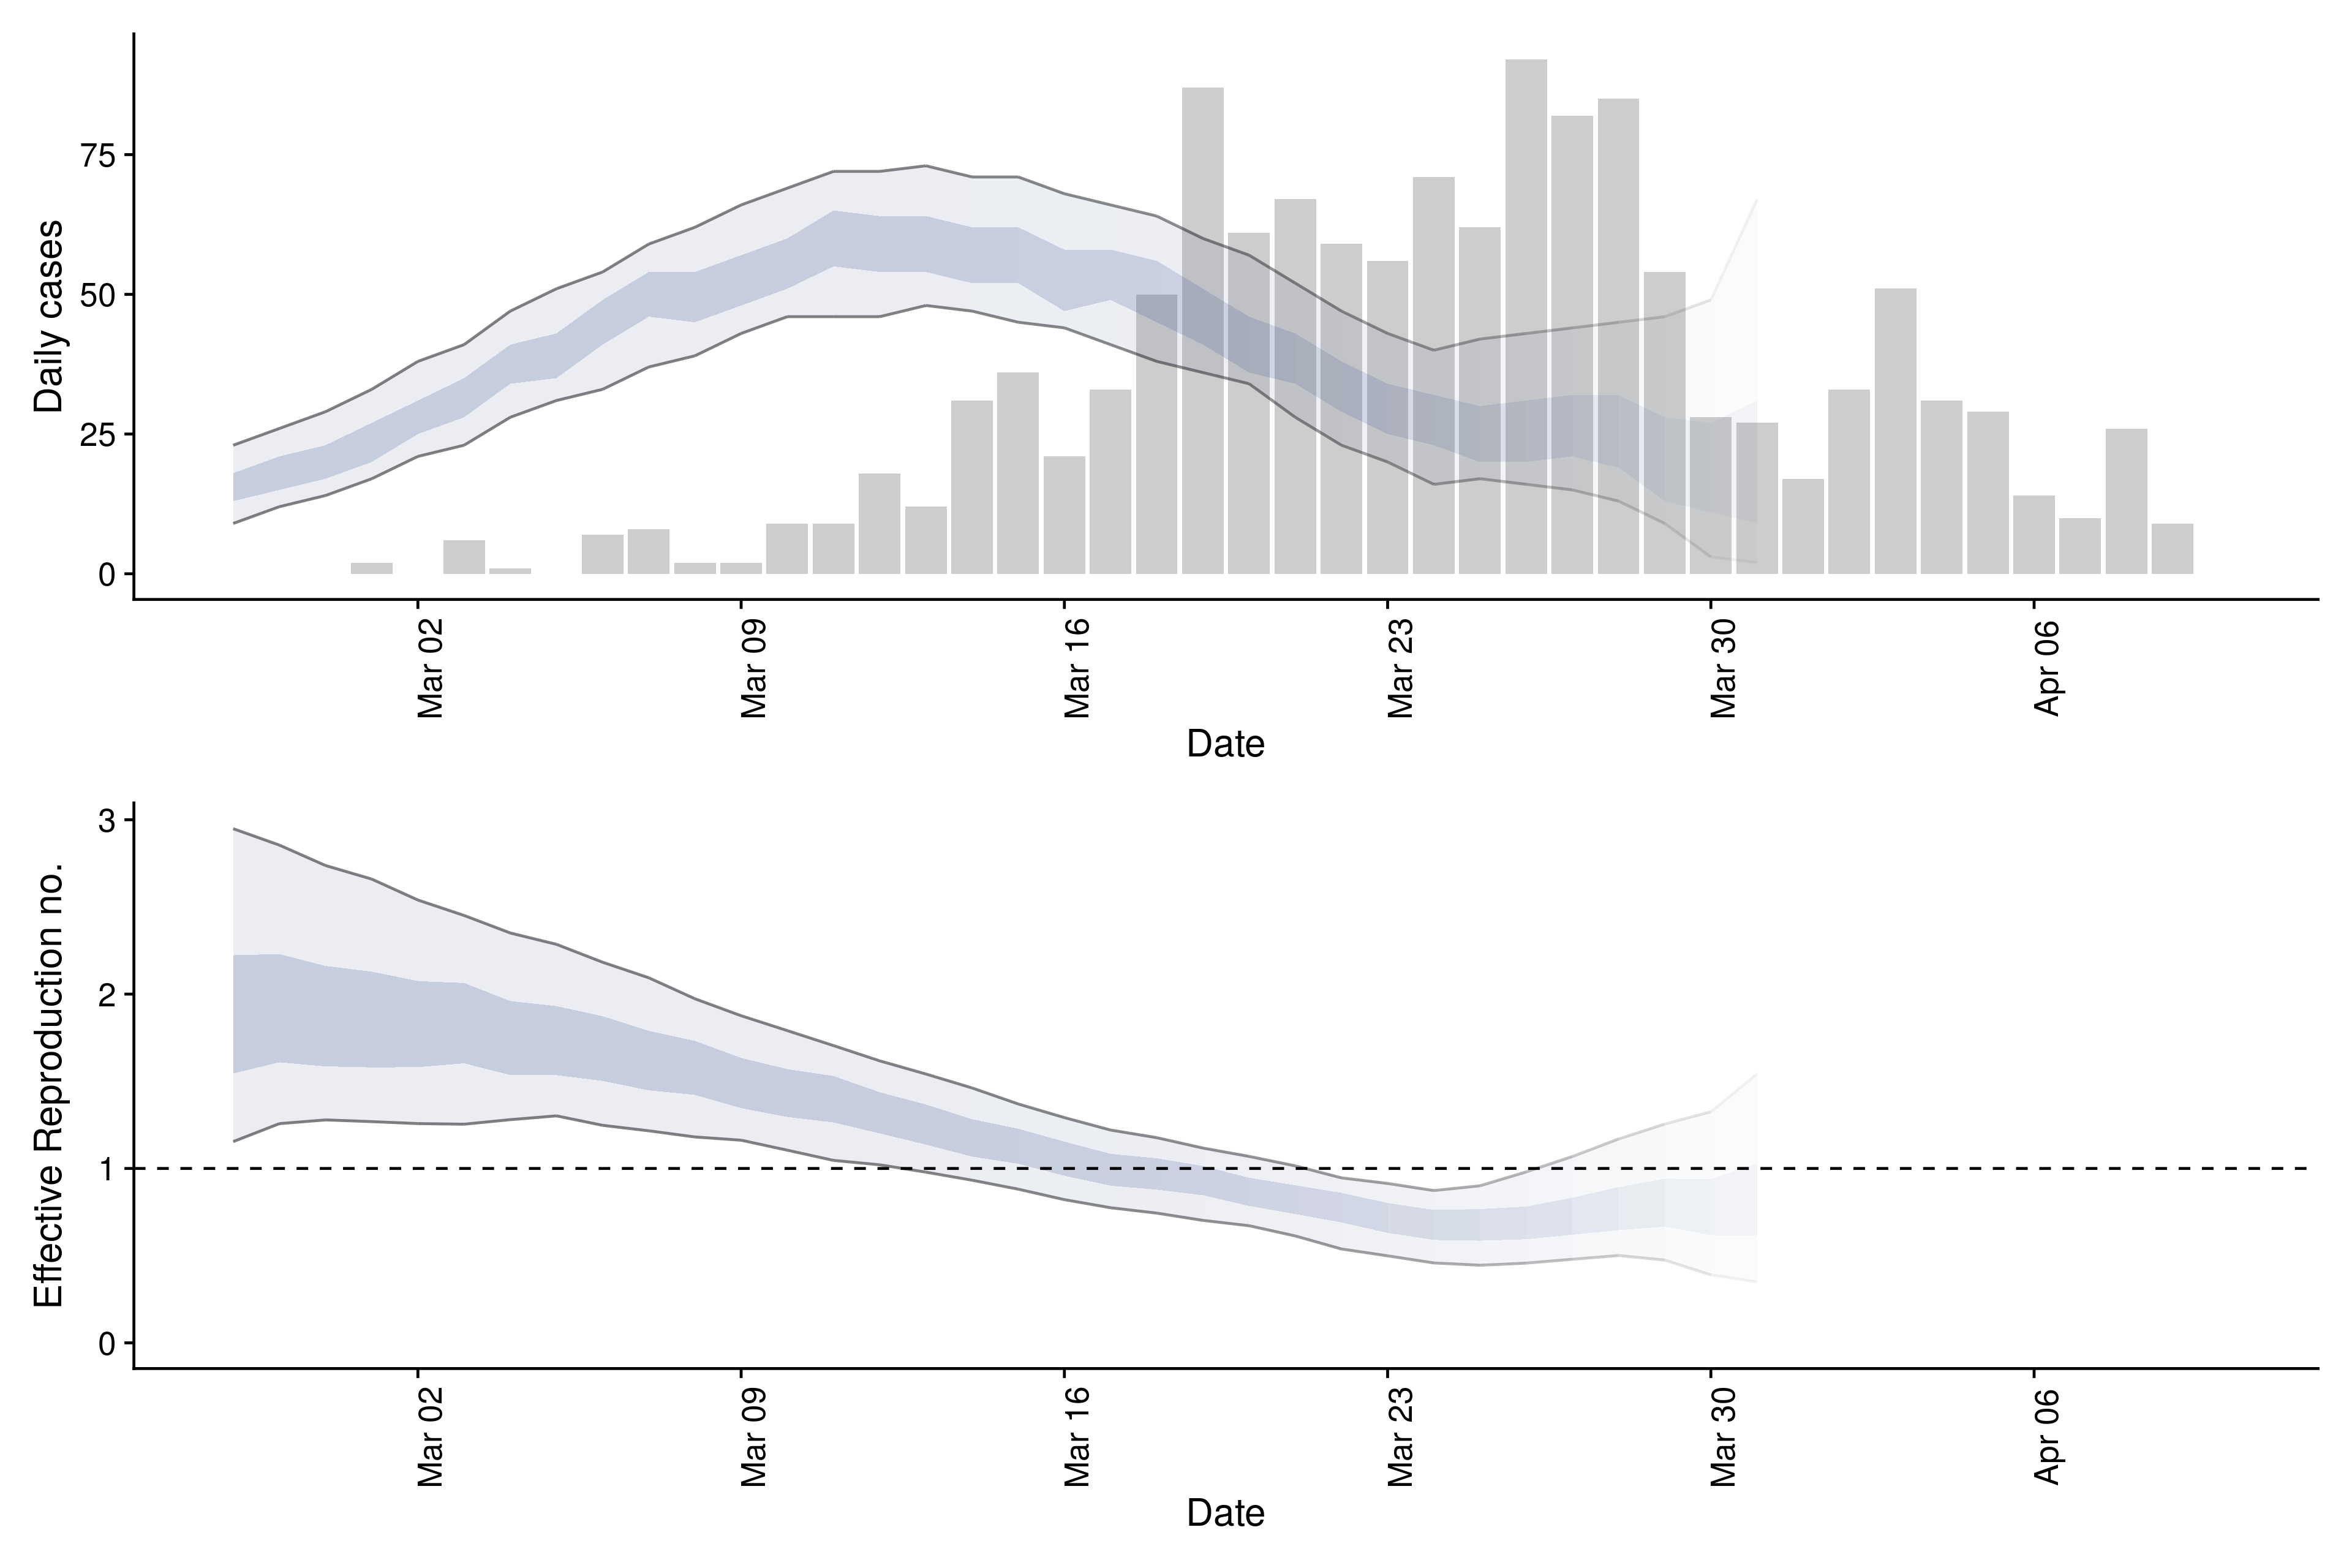 Daily cases
75
50
25
0
Mar 02
Mar 09
Mar 16
Mar 23
Mar 30
Apr 06
Date
Effective Reproduction no.
3
2
1
0
Mar 02
Mar 09
Mar 16
Mar 23
Mar 30
Apr 06
Date